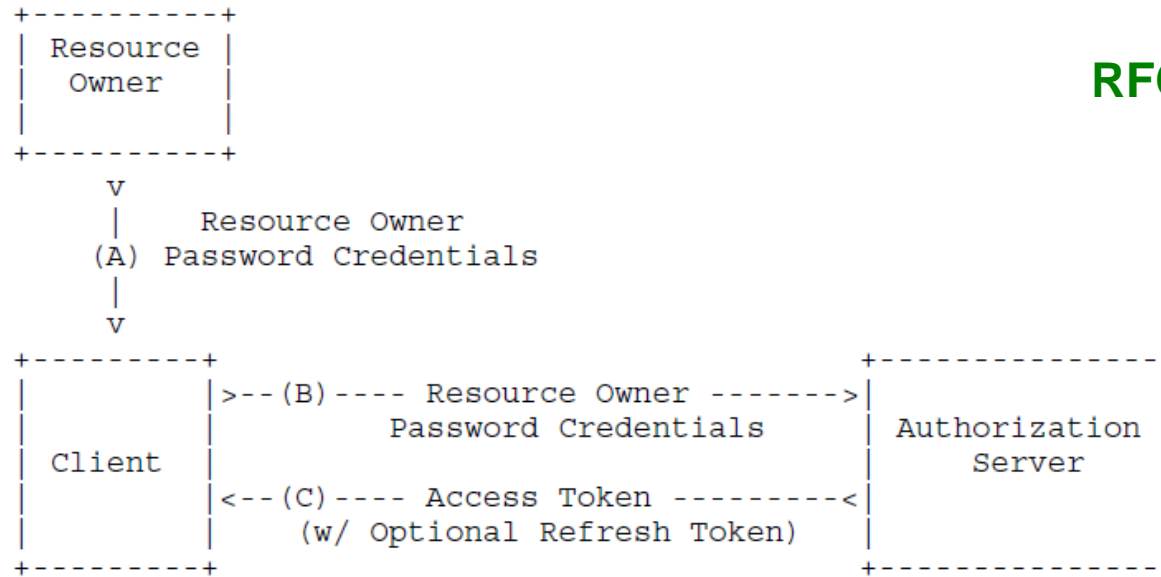 +----------+
| Resource |
|  Owner   |
|          |
+----------+
     v
     |    Resource Owner
    (A) Password Credentials
     |
     v
+---------+                                  +---------------
|         |>--(B)---- Resource Owner ------->|
|         |         Password Credentials     | Authorization
| Client  |                                  |     Server
|         |<--(C)---- Access Token ---------<|
|         |    (w/ Optional Refresh Token)   |
+---------+                                  +---------------